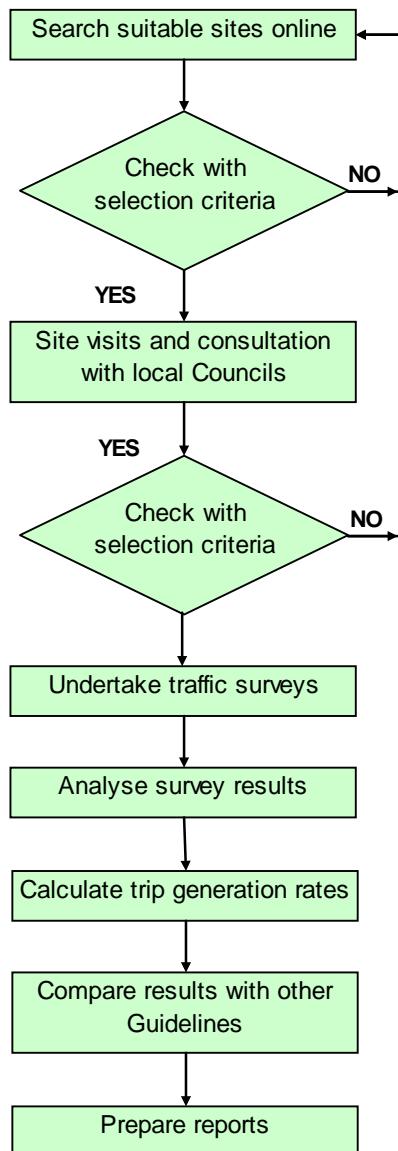 Search suitable sites online
Check with
selection criteria
NO
YES
Site visits and consultation
with local Councils
YES
Check with
selection criteria
NO
Undertake traffic surveys
Analyse survey results
Calculate trip generation rates
Compare results with other
Guidelines
Prepare reports